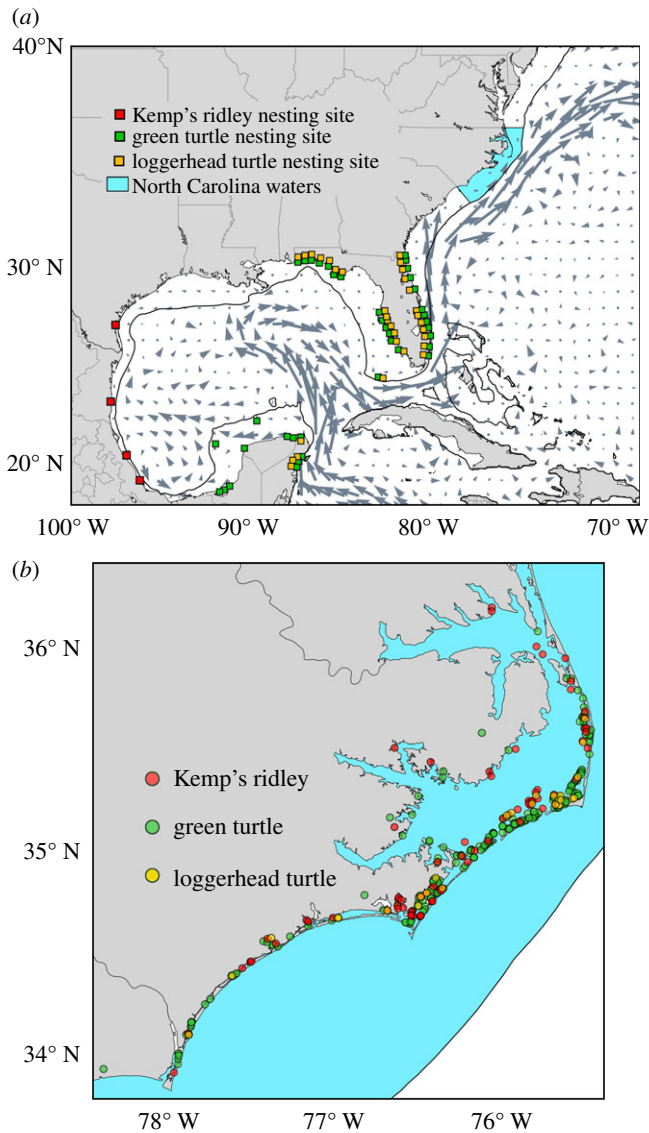 (a)
40°N
Kemp's ridley nesting site
green turtle nesting site
loggerhead turtle nesting site
North Carolina waters
30° N
20° N
100° W 90° W 80° W 70° W
(b)
36° N
Kemp's ridley
green turtle
35° N
loggerhead turtle
34° N
78° W 77° W 76° W